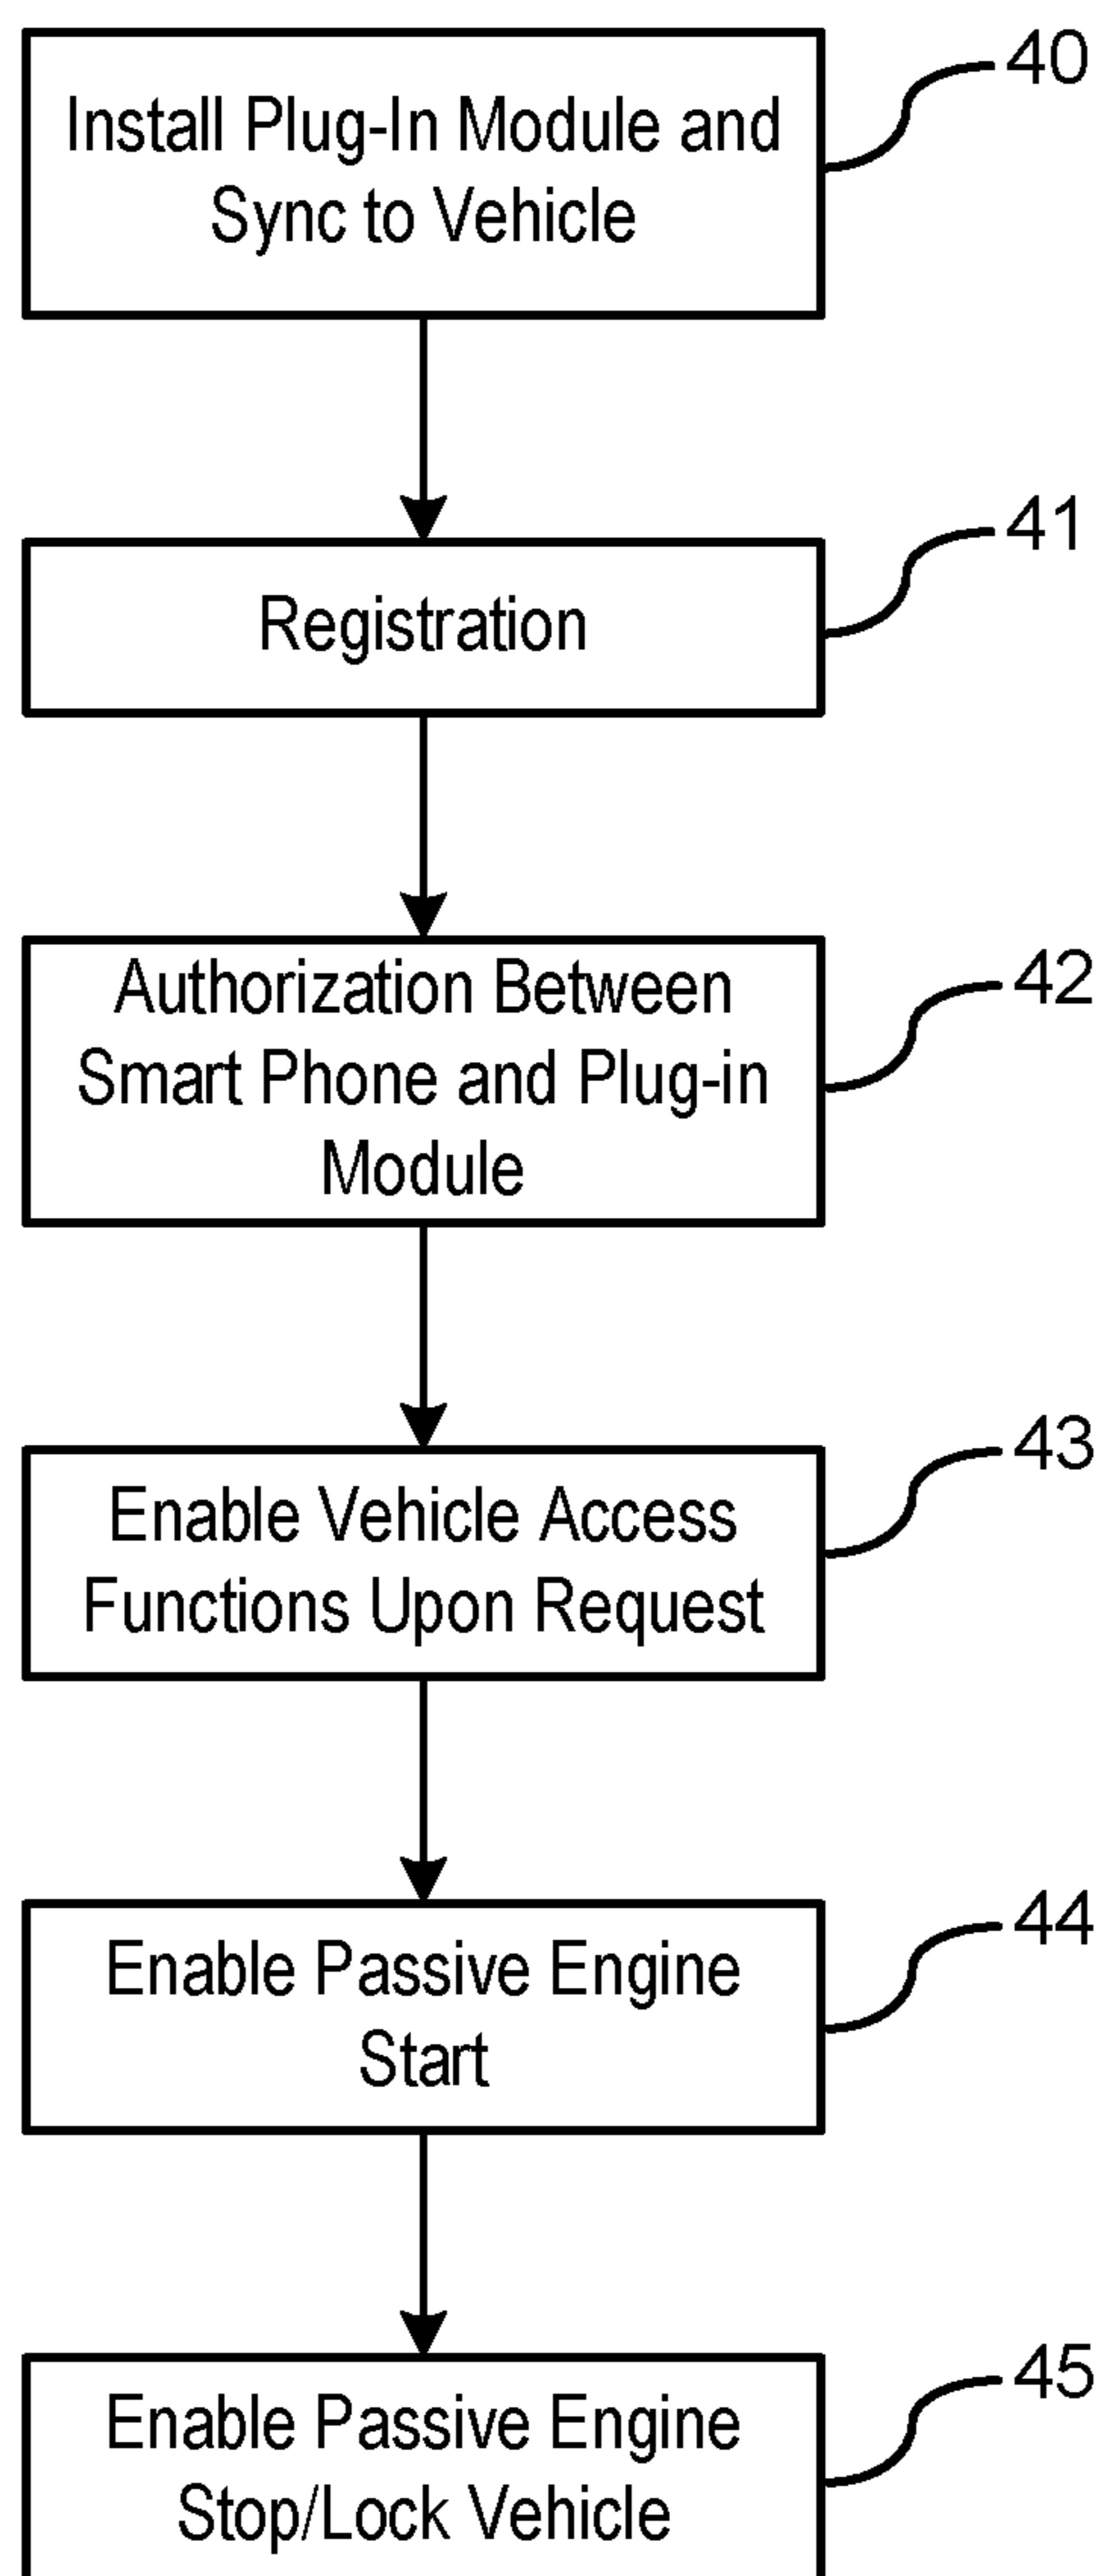 40
Install Plug-In Module and
Sync to Vehicle
41
Registration
42
Authorization Between
Smart Phone and Plug-in
Module
43
Enable Vehicle Access
Functions Upon Request
44
Enable Passive Engine
Start
45
Enable Passive Engine
Stop/Lock Vehicle